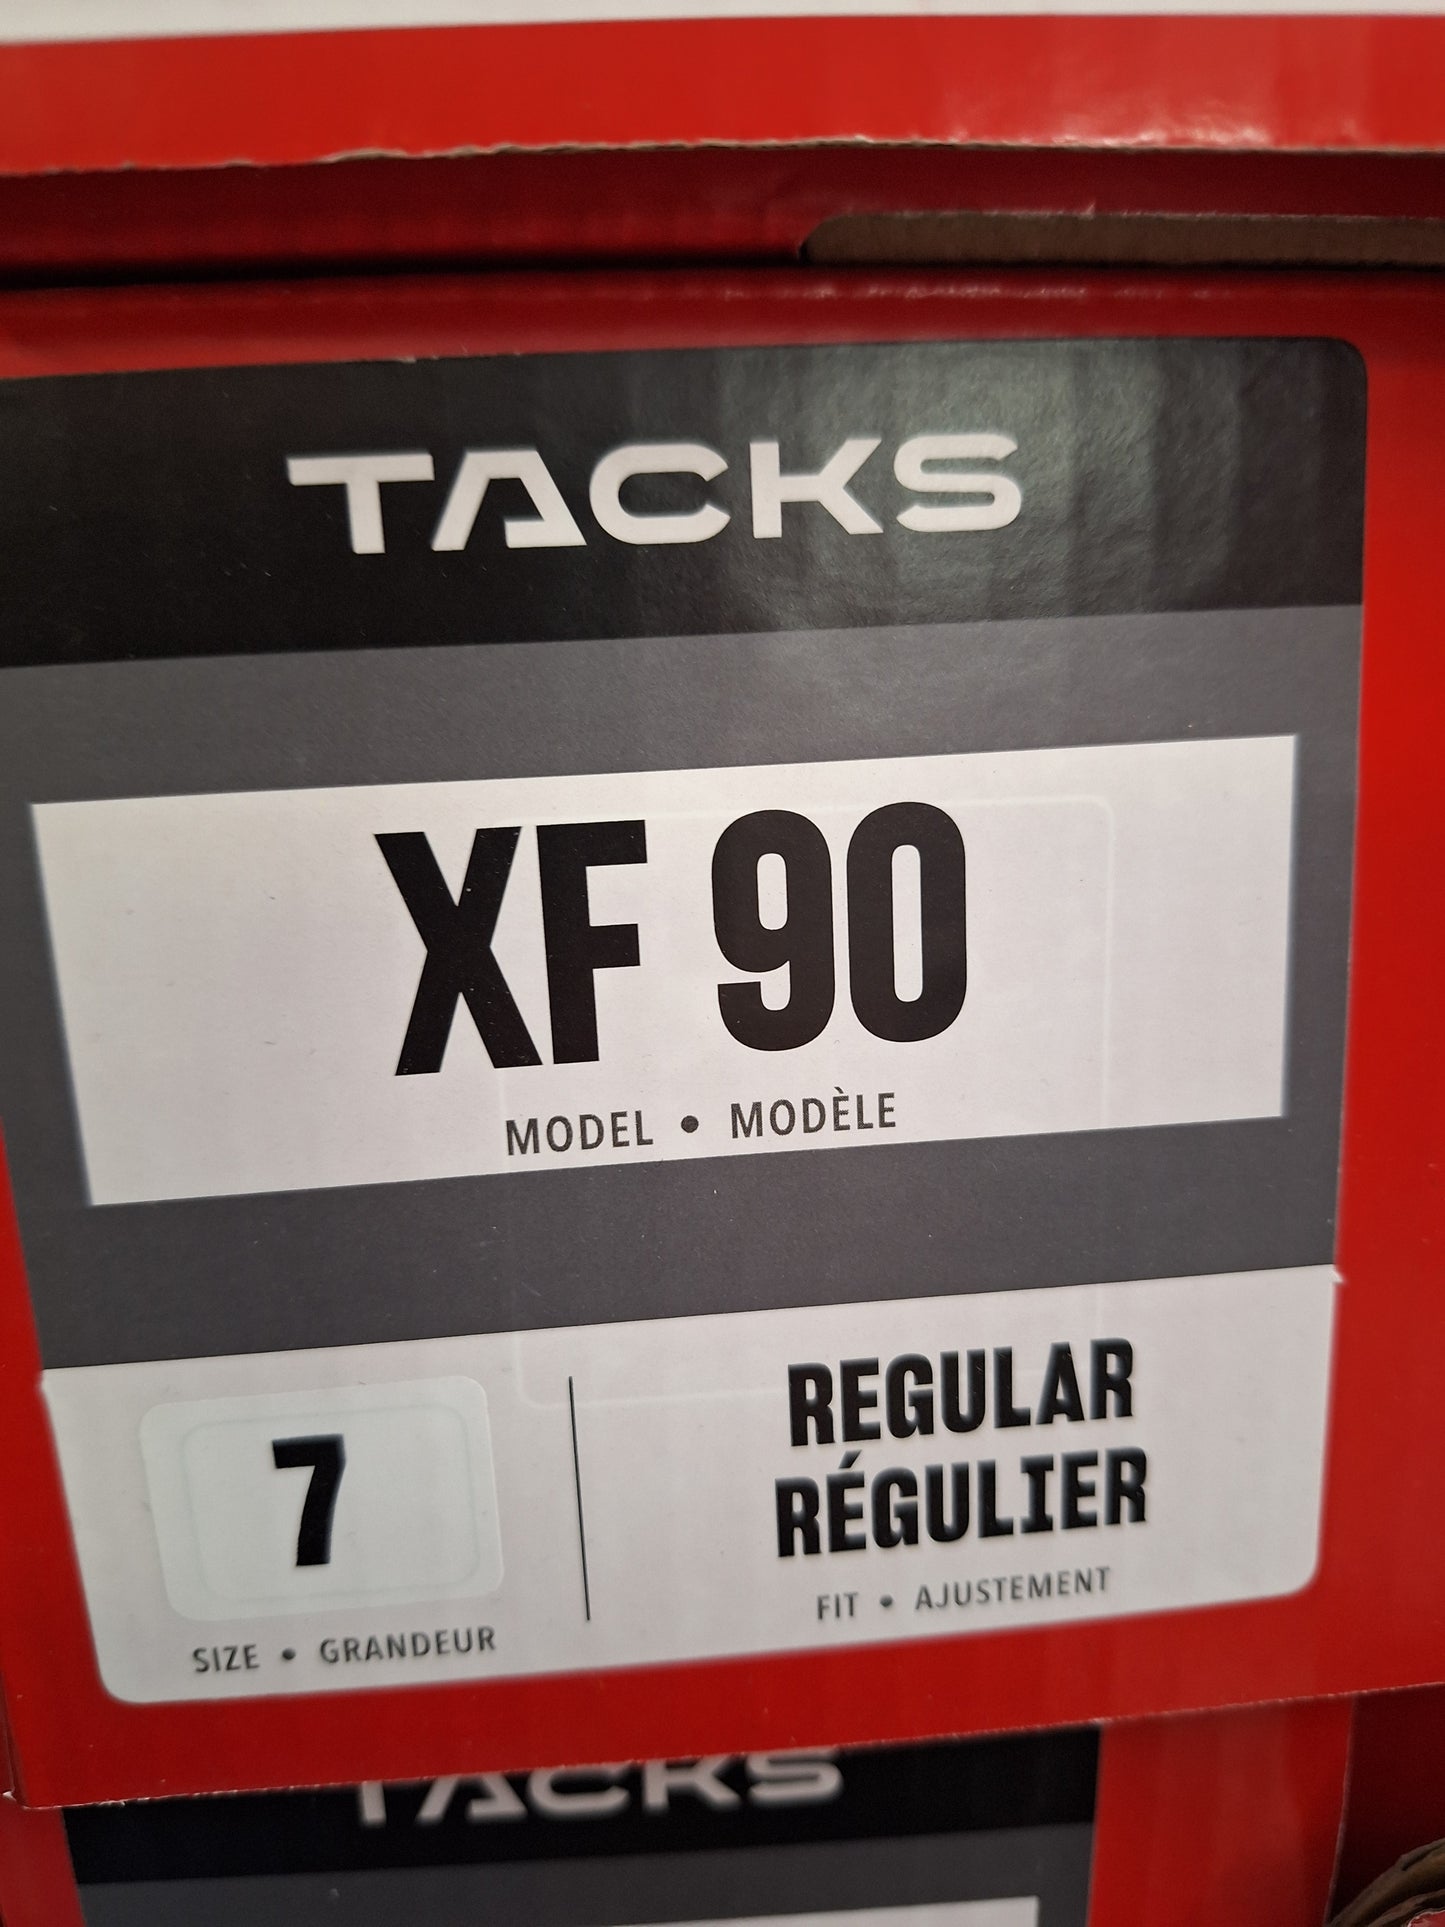 TACKS
XF 90
MODEL • MODÈLE
7
SIZE • GRANDEUR
REGULAR
RÉGULIER
FIT • AJUSTEMENT
TACKS